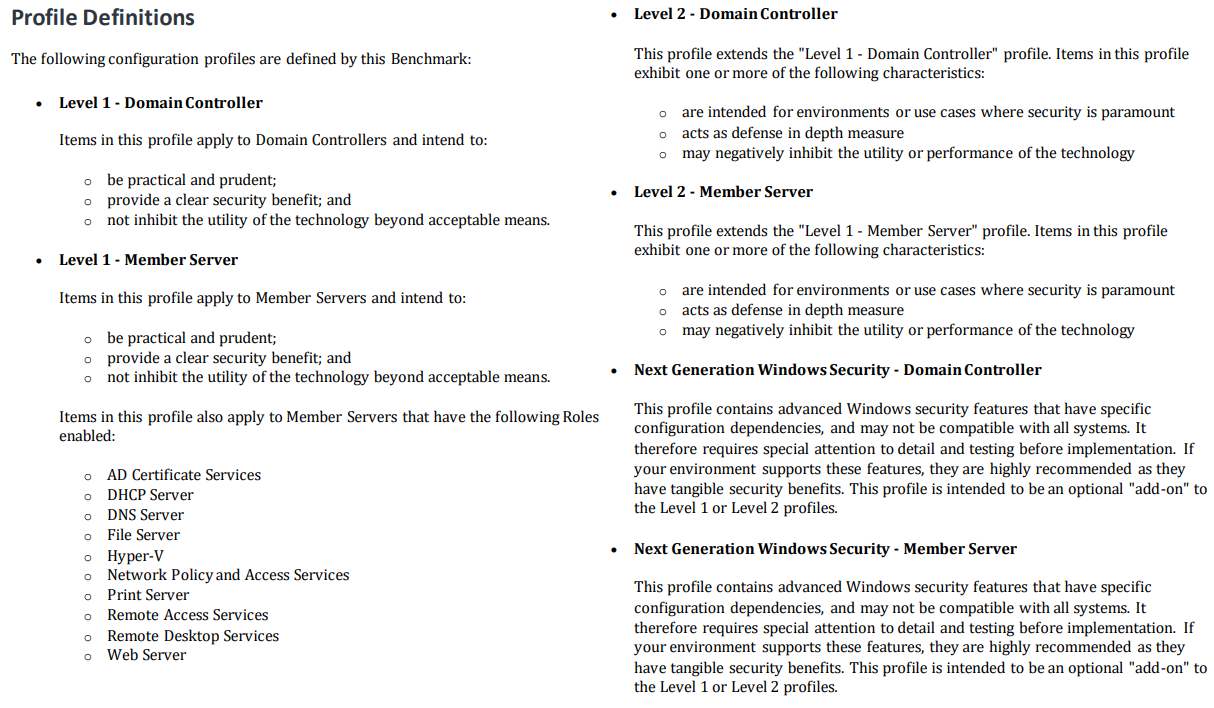 Profile Definitions
The following configuration profiles are defined by this Benchmark:
• Level 1 - Domain Controller
Items in this profile apply to Domain Controllers and intend to:
o be practical and prudent;
o provide a clear security benefit; and
o not inhibit the utility of the technology beyond acceptable means.
• Level 1 - Member Server
Items in this profile apply to Member Servers and intend to:
o be practical and prudent;
o provide a clear security benefit; and
o not inhibit the utility of the technology beyond acceptable means.
Items in this profile also apply to Member Servers that have the following Roles
enabled:
o AD Certificate Services
o DHCP Server
o DNS Server
o File Server
o Hyper-V
o Network Policy and Access Services
o Print Server
o Remote Access Services
o Remote Desktop Services
o Web Server
• Level 2 - Domain Controller
This profile extends the "Level 1 - Domain Controller" profile. Items in this profile
exhibit one or more of the following characteristics:
o are intended for environments or use cases where security is paramount
o acts as defense in depth measure
o may negatively inhibit the utility or performance of the technology
• Level 2 - Member Server
This profile extends the "Level 1 - Member Server" profile. Items in this profile
exhibit one or more of the following characteristics:
o are intended for environments or use cases where security is paramount
o acts as defense in depth measure
o may negatively inhibit the utility or performance of the technology
• Next Generation Windows Security - Domain Controller
This profile contains advanced Windows security features that have specific
configuration dependencies, and may not be compatible with all systems. It
therefore requires special attention to detail and testing before implementation. If
your environment supports these features, they are highly recommended as they
have tangible security benefits. This profile is intended to be an optional "add-on" to
the Level 1 or Level 2 profiles.
• Next Generation Windows Security - Member Server
This profile contains advanced Windows security features that have specific
configuration dependencies, and may not be compatible with all systems. It
therefore requires special attention to detail and testing before implementation. If
your environment supports these features, they are highly recommended as they
have tangible security benefits. This profile is intended to be an optional "add-on" to
the Level 1 or Level 2 profiles.